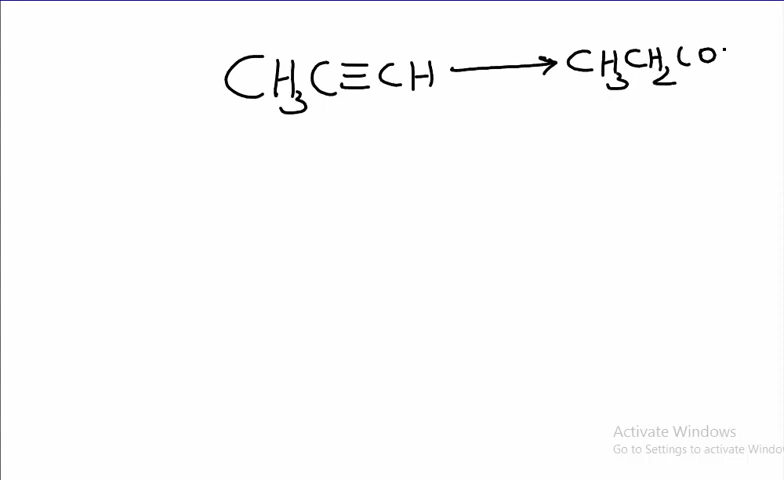 CH₃C≡CH ⟶ CH₃CH₂CO·
Activate Windows
Go to Settings to activate Windo